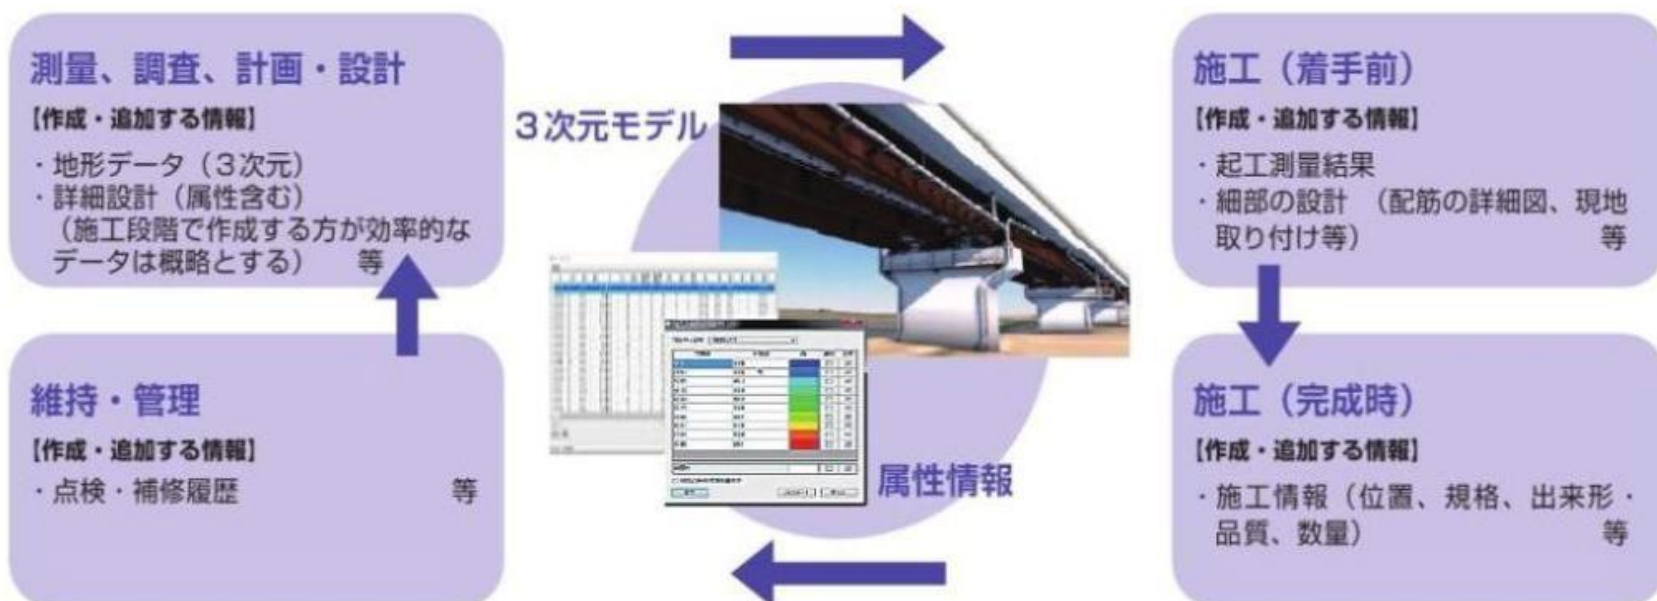 測量、調査、計画・設計
【作成・追加する情報】
・地形データ（３次元）
・詳細設計（属性含む）
（施工段階で作成する方が効率的な
データは概略とする）　等
維持・管理
【作成・追加する情報】
・点検・補修履歴　等
３次元モデル
属性情報
施工（着手前）
【作成・追加する情報】
・起工測量結果
・細部の設計　（配筋の詳細図、現地
取り付け等）　等
施工（完成時）
【作成・追加する情報】
・施工情報（位置、規格、出来形・
品質、数量）　等